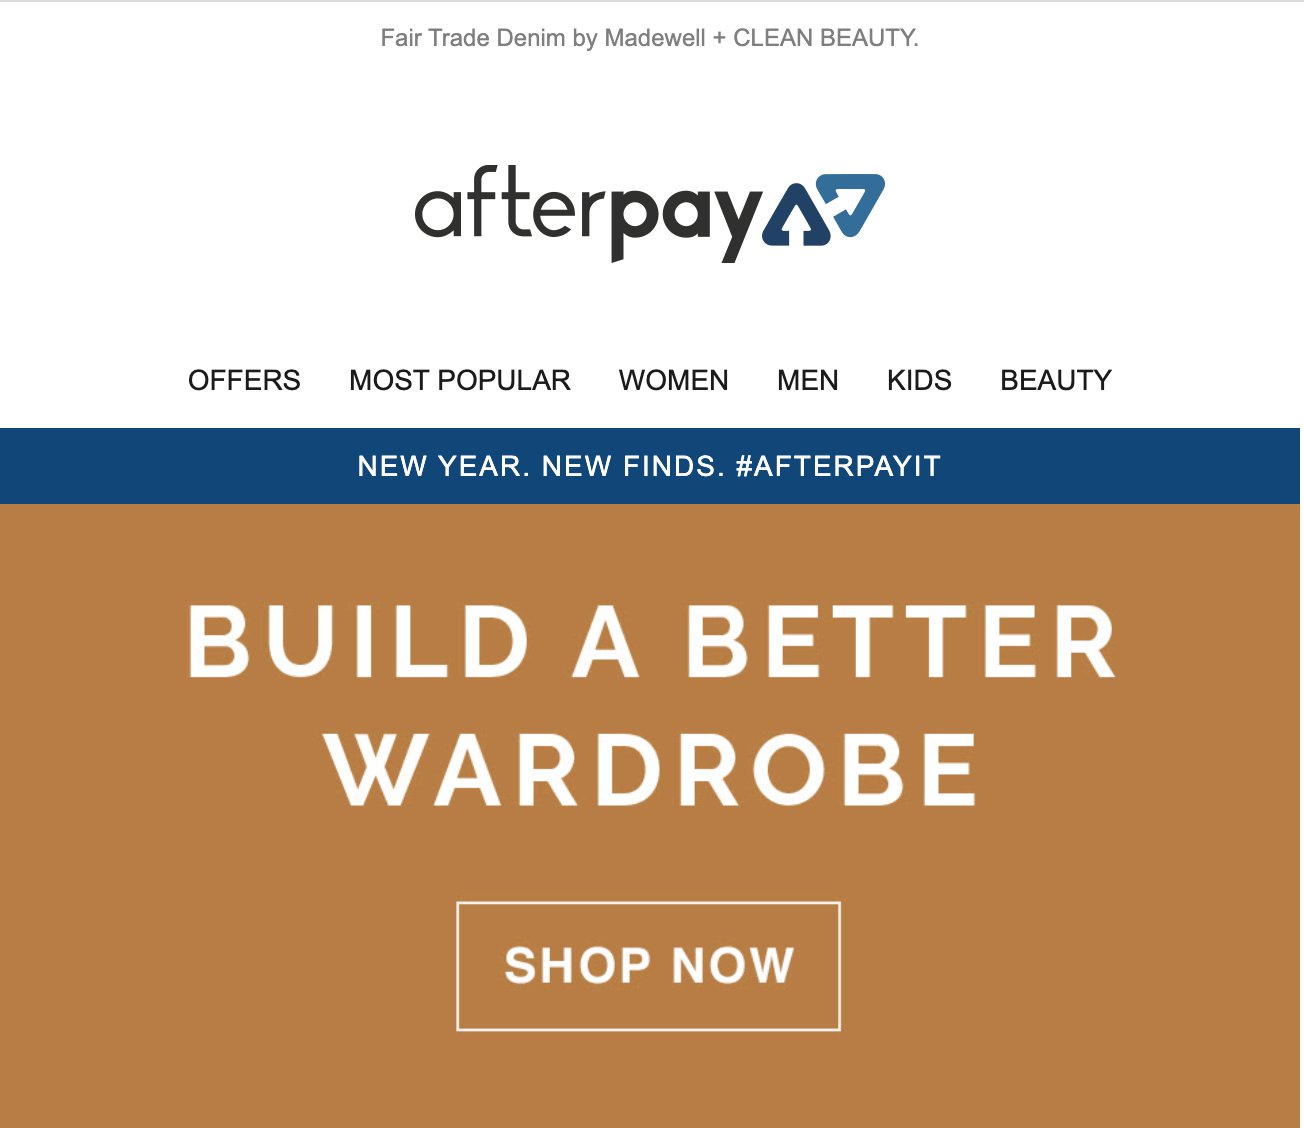 Fair Trade Denim by Madewell + CLEAN BEAUTY.
afterpay
OFFERS MOST POPULAR WOMEN MEN KIDS BEAUTY
NEW YEAR. NEW FINDS. #AFTERPAYIT
BUILD A BETTER
WARDROBE
SHOP NOW